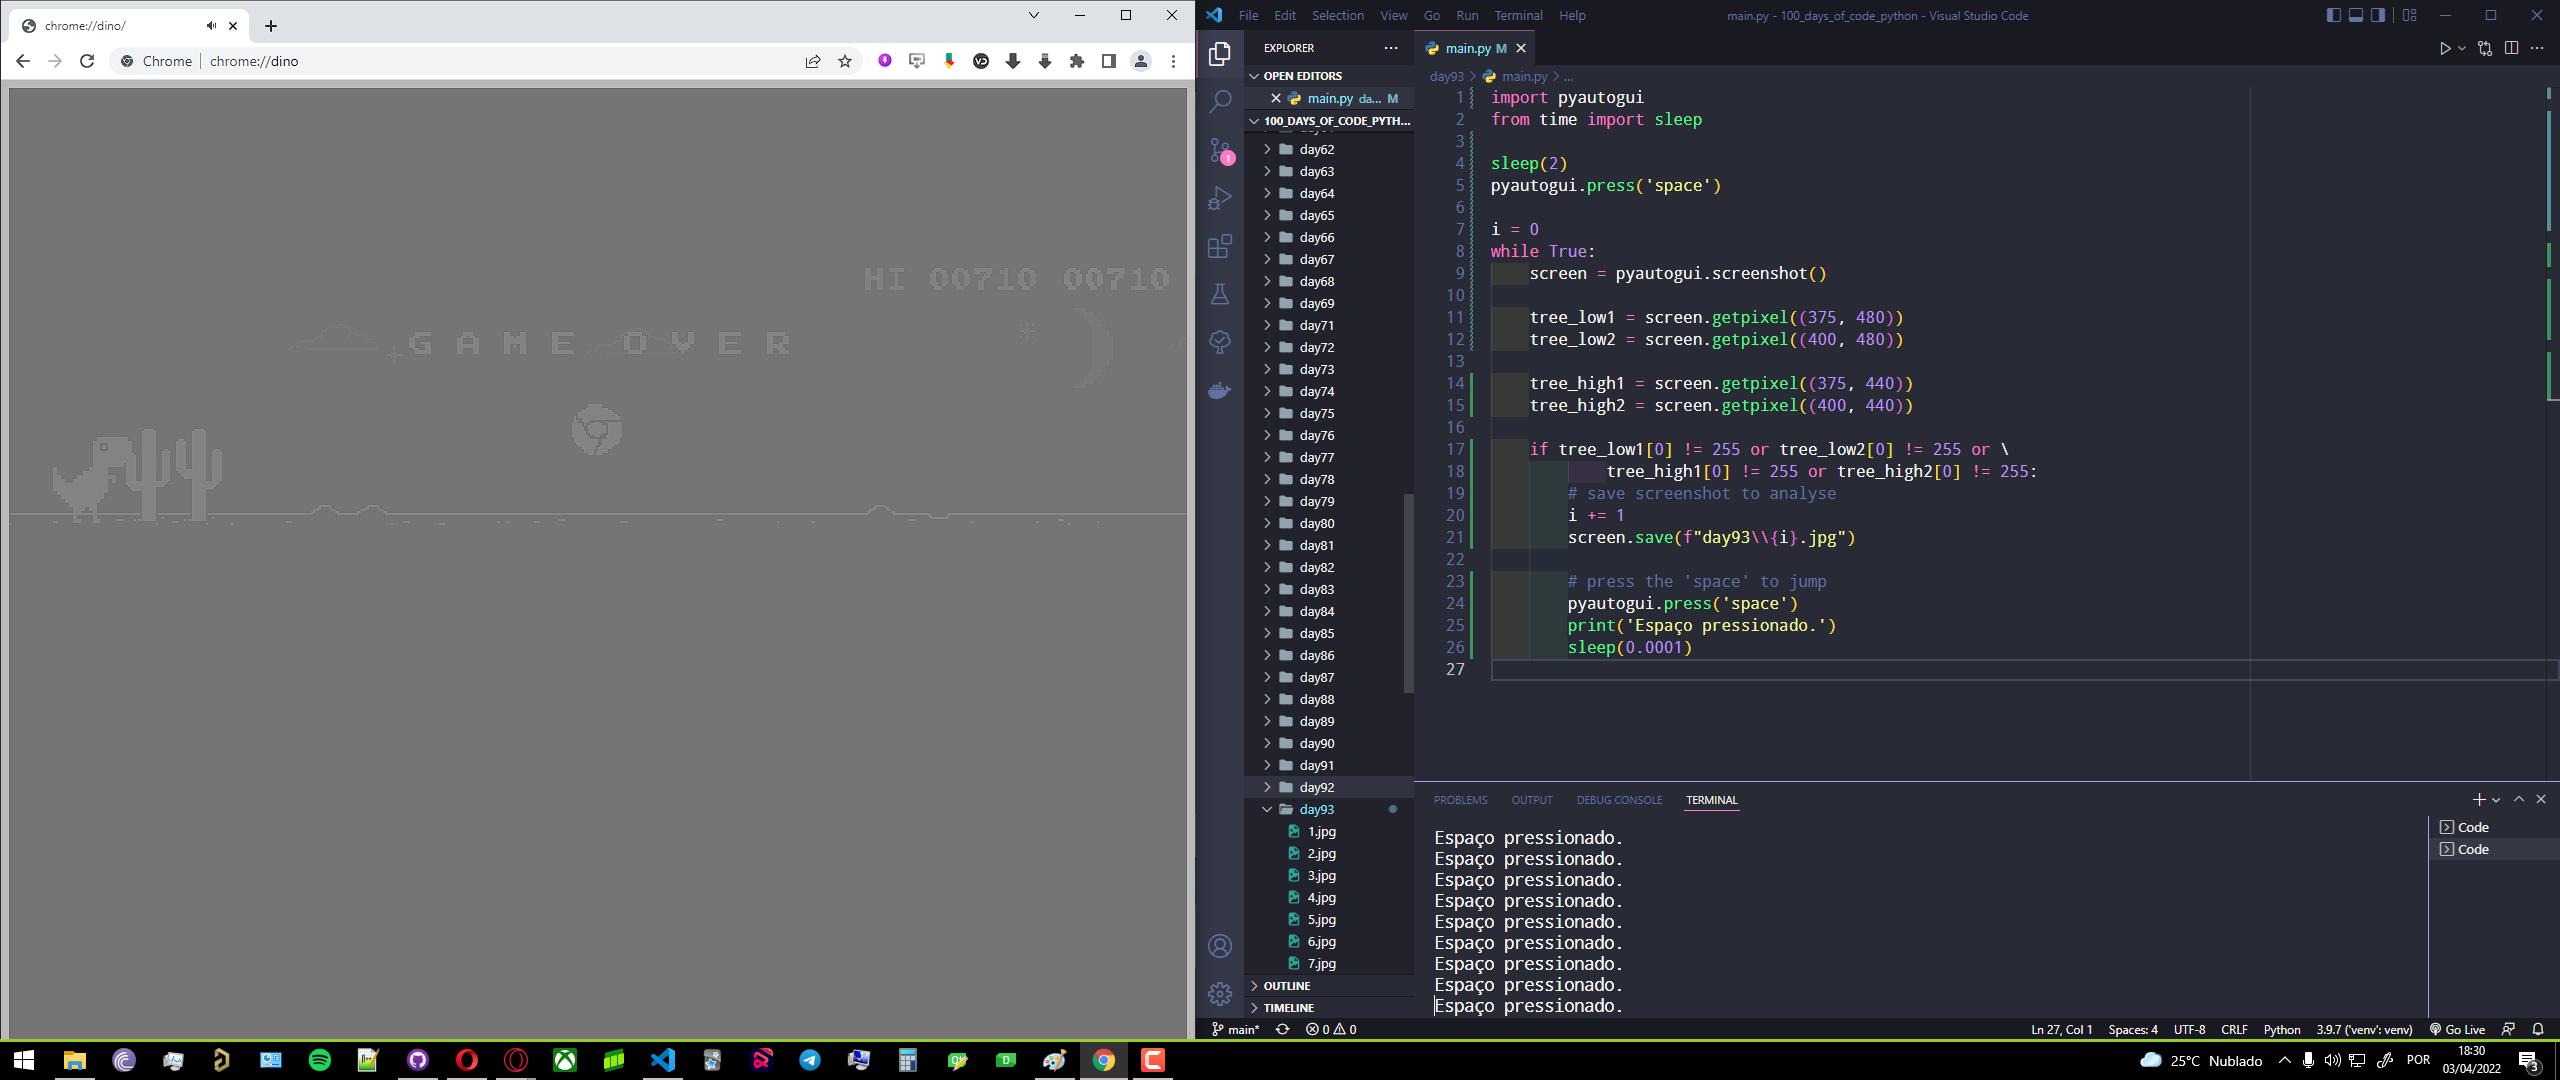 chrome://dino/
Chrome | chrome://dino
HI 00710 00710
GAME OVER
File Edit Selection View Go Run Terminal Help
main.py - 100_days_of_code_python - Visual Studio Code
EXPLORER
OPEN EDITORS
main.py da... M
100_DAYS_OF_CODE_PYTH...
day62
day63
day64
day65
day66
day67
day68
day69
day71
day72
day73
day74
day75
day76
day77
day78
day79
day80
day81
day82
day83
day84
day85
day86
day87
day88
day89
day90
day91
day92
day93
1.jpg
2.jpg
3.jpg
4.jpg
5.jpg
6.jpg
7.jpg
OUTLINE
TIMELINE
1
main.py M
day93 > main.py > ...
1 import pyautogui
2 from time import sleep
3
4 sleep(2)
5 pyautogui.press('space')
6
7 i = 0
8 while True:
9 screen = pyautogui.screenshot()
10
11 tree_low1 = screen.getpixel((375, 480))
12 tree_low2 = screen.getpixel((400, 480))
13
14 tree_high1 = screen.getpixel((375, 440))
15 tree_high2 = screen.getpixel((400, 440))
16
17 if tree_low1[0] != 255 or tree_low2[0] != 255 or \
18 tree_high1[0] != 255 or tree_high2[0] != 255:
19 # save screenshot to analyse
20 i += 1
21 screen.save(f"day93\\{i}.jpg")
22
23 # press the 'space' to jump
24 pyautogui.press('space')
25 print('Espaço pressionado.')
26 sleep(0.0001)
27
PROBLEMS OUTPUT DEBUG CONSOLE TERMINAL
Espaço pressionado.
Espaço pressionado.
Espaço pressionado.
Espaço pressionado.
Espaço pressionado.
Espaço pressionado.
Espaço pressionado.
Espaço pressionado.
Espaço pressionado.
Code
Code
main* 0 0 Ln 27, Col 1 Spaces: 4 UTF-8 CRLF Python 3.9.7 ('venv': venv) Go Live
25°C Nublado POR 18:30
03/04/2022
3